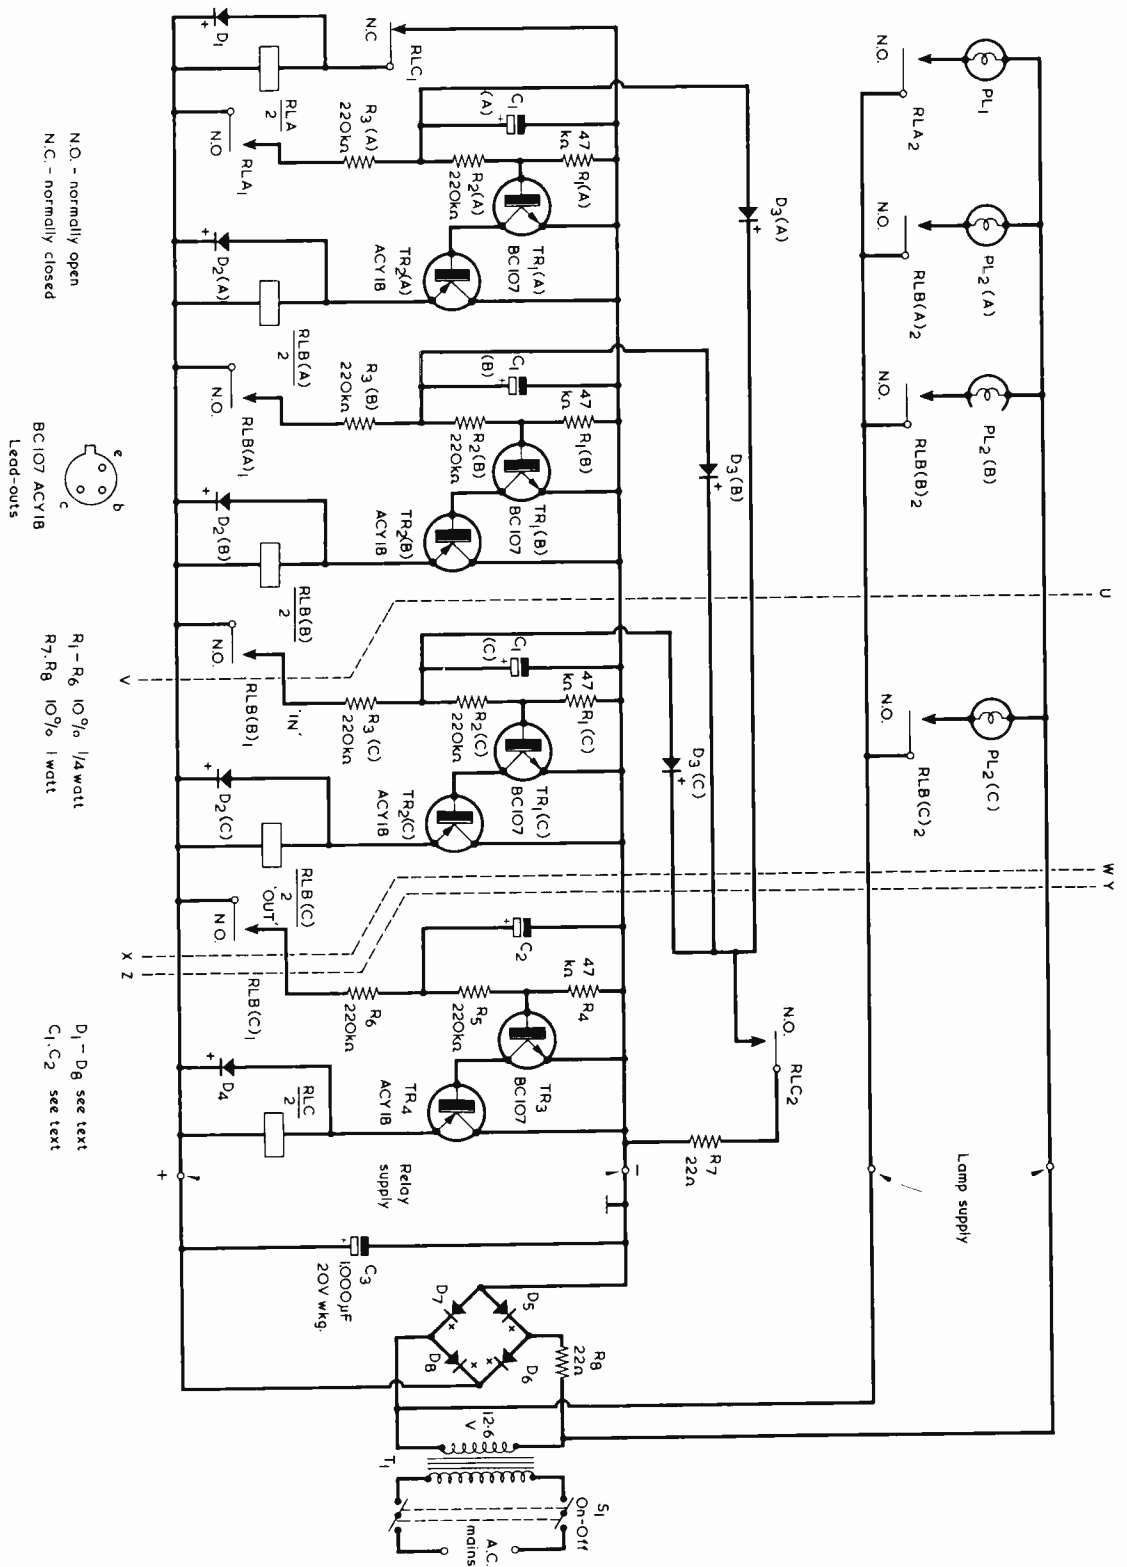 PL₁
N.O.
RLA₂
PL₂(A)
N.O.
RLB(A)₂
PL₂(B)
N.O.
RLB(B)₂
PL₂(C)
N.O.
RLB(C)₂
Lamp supply
U
W
Y
D₃(A)
D₃(B)
D₃(C)
N.O.
RLC₂
R₇
22Ω
N.C
RLC₁
C₁
(A)
47
kΩ
R₁(A)
R₂(A)
220kΩ
R₃(A)
220kΩ
TR₁(A)
BC107
TR₂(A)
ACY18
D₁
RLA
2
N.O
RLA₁
D₂(A)
RLB(A)
2
C₁
(B)
47
kΩ
R₁(B)
R₂(B)
220kΩ
R₃(B)
220kΩ
TR₁(B)
BC107
TR₂(B)
ACY18
N.O.
RLB(A)₁
D₂(B)
RLB(B)
2
C₁
(C)
47
kΩ
R₁(C)
R₂(C)
220kΩ
R₃(C)
220kΩ
'IN'
TR₁(C)
BC107
TR₂(C)
ACY18
N.O.
RLB(B)₁
D₂(C)
RLB(C)
2
'OUT'
C₂
47
kΩ
R₄
R₅
220kΩ
R₆
220kΩ
TR₃
BC107
TR₄
ACY18
N.O.
RLB(C)₁
D₄
RLC
2
V
X
Z
–
Relay
supply
+
C₃
1,000µF
20V wkg.
D₇
D₅
D₈
D₆
R₈
22Ω
12·6
V
T₁
S₁
On-Off
A.C.
mains
N.O. - normally open
N.C. - normally closed
e
b
c
BC107 ACY18
Lead-outs
R₁ – R₆ 10% 1/4 watt
R₇.R₈ 10% 1 watt
D₁ – D₈ see text
C₁.C₂ see text